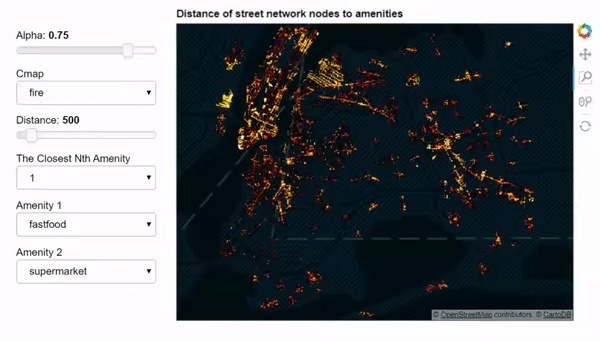 Distance of street network nodes to amenities
Alpha: 0.75
Cmap
fire
Distance: 500
The Closest Nth Amenity
1
Amenity 1
fastfood
Amenity 2
supermarket
© OpenStreetMap contributors, © CartoDB